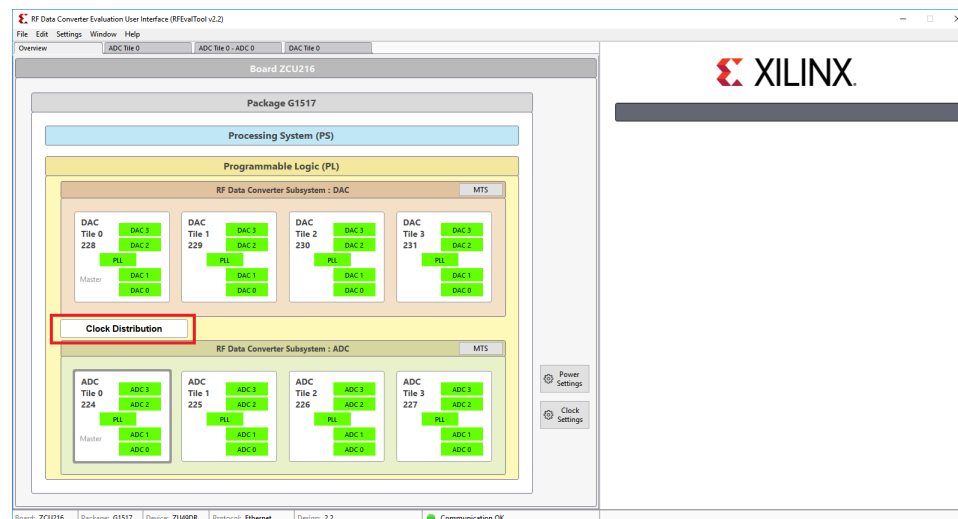 RF Data Converter Evaluation User Interface (RFEvalTool v2.2)
File Edit Settings Window Help
Overview ADC Tile 0 ADC Tile 0 - ADC 0 DAC Tile 0
Board ZCU216
XILINX.
Package G1517
Processing System (PS)
Programmable Logic (PL)
RF Data Converter Subsystem : DAC MTS
DAC Tile 0 228 DAC 3 DAC 2 PLL Master DAC 1 DAC 0
DAC Tile 1 229 DAC 3 DAC 2 PLL DAC 1 DAC 0
DAC Tile 2 230 DAC 3 DAC 2 PLL DAC 1 DAC 0
DAC Tile 3 231 DAC 3 DAC 2 PLL DAC 1 DAC 0
Clock Distribution
RF Data Converter Subsystem : ADC MTS
ADC Tile 0 224 ADC 3 ADC 2 PLL Master ADC 1 ADC 0
ADC Tile 1 225 ADC 3 ADC 2 PLL ADC 1 ADC 0
ADC Tile 2 226 ADC 3 ADC 2 PLL ADC 1 ADC 0
ADC Tile 3 227 ADC 3 ADC 2 PLL ADC 1 ADC 0
Power Settings
Clock Settings
Board: ZCU216 Package: G1517 Device: ZU49DR Protocol: Ethernet Design: 2.2 Communication OK